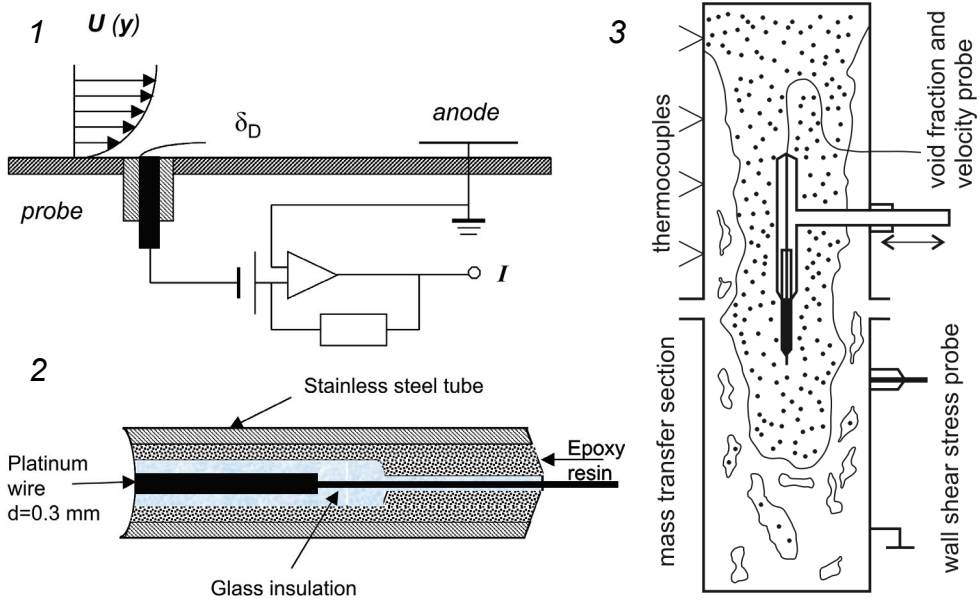 1
U (y)
δD
anode
probe
I
2
Stainless steel tube
Platinum
wire
d=0.3 mm
Epoxy
resin
Glass insulation
3
thermocouples
void fraction and
velocity probe
mass transfer section
wall shear stress probe